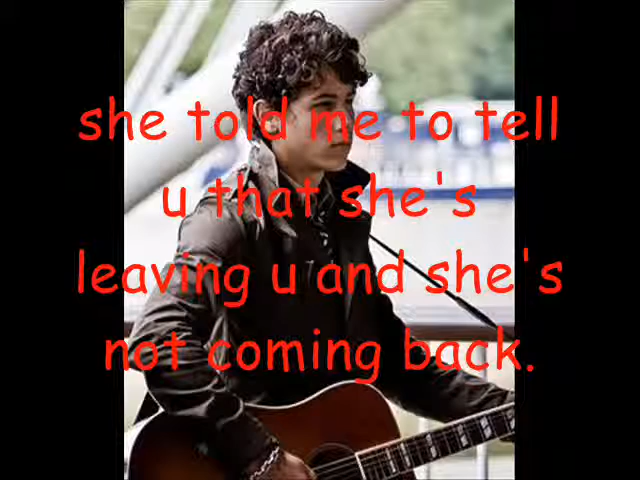 she told me to tell
u that she's
leaving u and she's
not coming back.